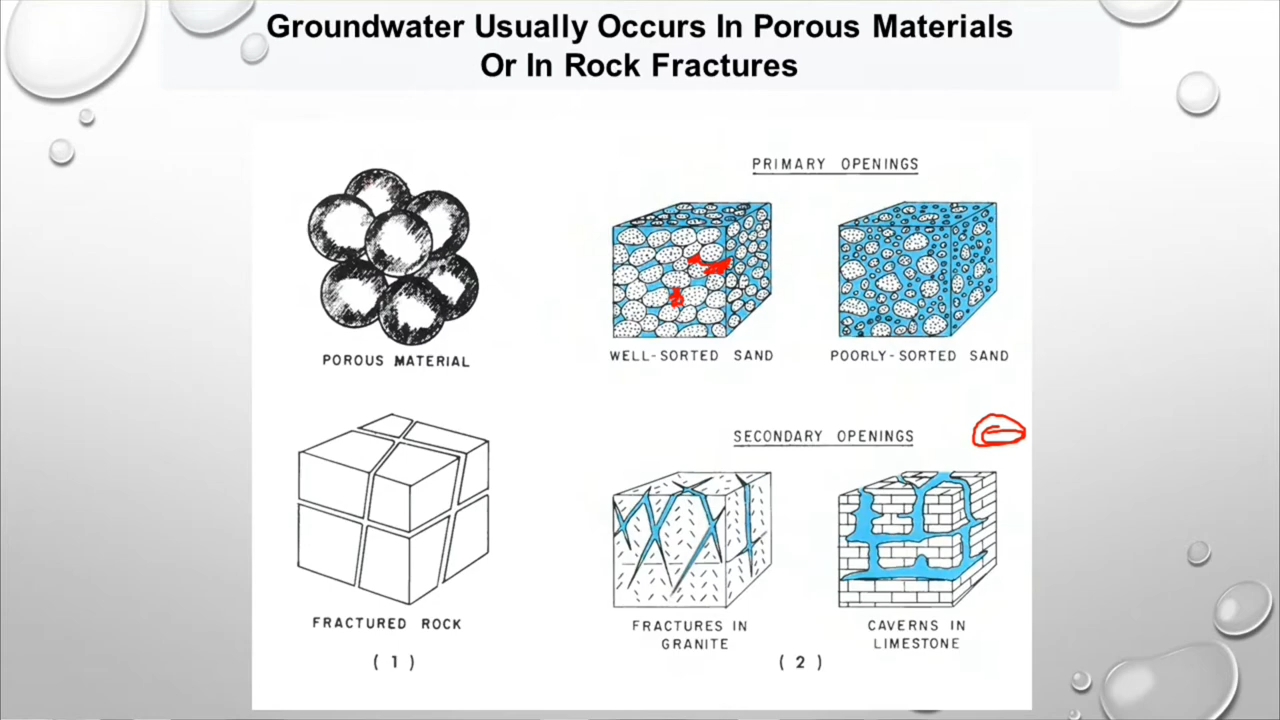 Groundwater Usually Occurs In Porous Materials
Or In Rock Fractures
PRIMARY OPENINGS
POROUS MATERIAL
WELL-SORTED SAND
POORLY-SORTED SAND
SECONDARY OPENINGS
FRACTURED ROCK
(1)
FRACTURES IN
GRANITE
CAVERNS IN
LIMESTONE
(2)